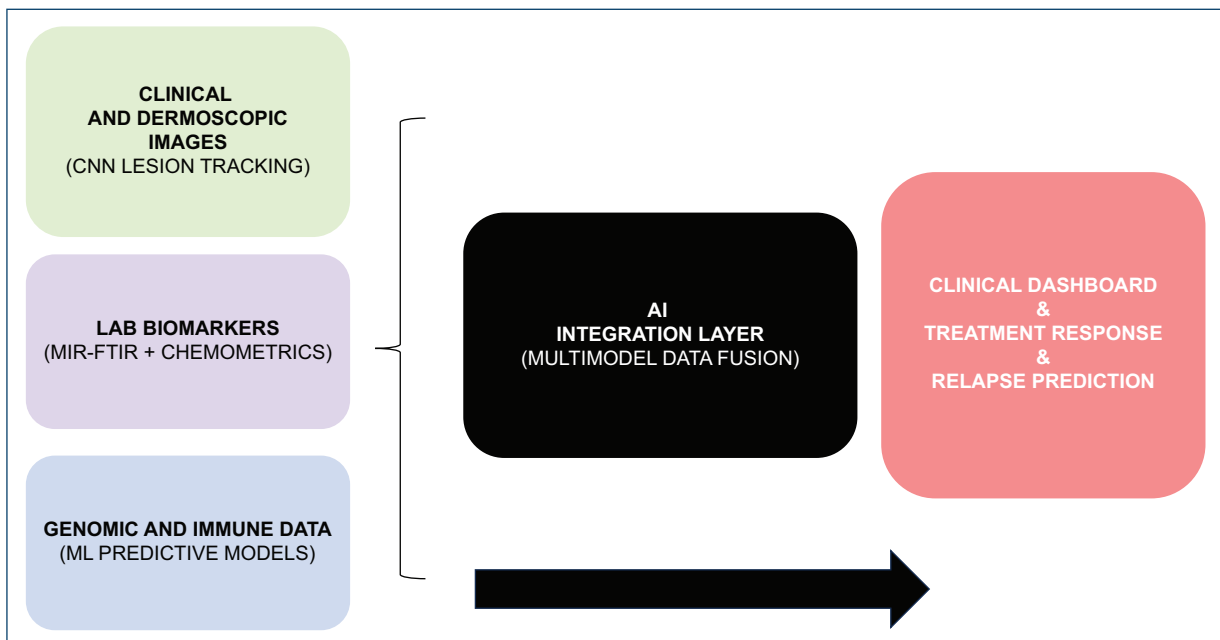 CLINICAL
AND DERMOSCOPIC
IMAGES
(CNN LESION TRACKING)
LAB BIOMARKERS
(MIR-FTIR + CHEMOMETRICS)
GENOMIC AND IMMUNE DATA
(ML PREDICTIVE MODELS)
AI
INTEGRATION LAYER
(MULTIMODEL DATA FUSION)
CLINICAL DASHBOARD
&
TREATMENT RESPONSE
&
RELAPSE PREDICTION